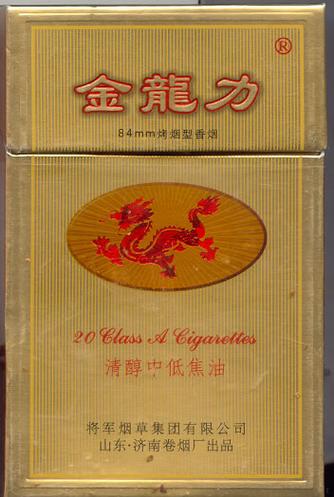 ®
金龍力
84mm烤烟型香烟
20 Class A Cigarettes
清醇中低焦油
将军烟草集团有限公司
山东·济南卷烟厂出品